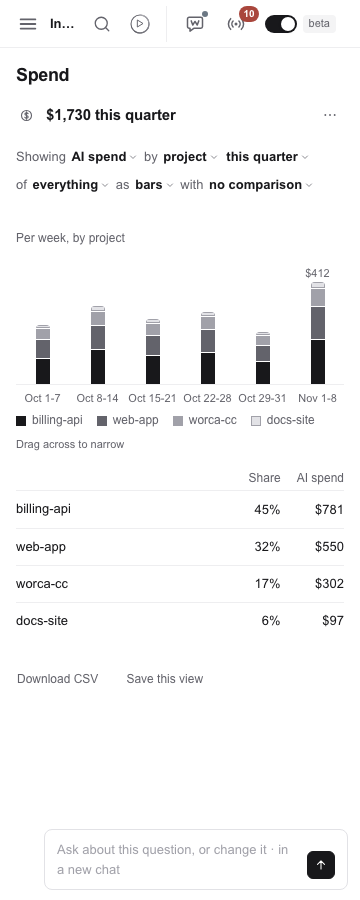 In...
10
beta
Spend
$1,730 this quarter
Showing AI spend by project this quarter
of everything as bars with no comparison
Per week, by project
$412
Oct 1-7 Oct 8-14 Oct 15-21 Oct 22-28 Oct 29-31 Nov 1-8
billing-api web-app worca-cc docs-site
Drag across to narrow
Share AI spend
billing-api 45% $781
web-app 32% $550
worca-cc 17% $302
docs-site 6% $97
Download CSV Save this view
Ask about this question, or change it · in
a new chat